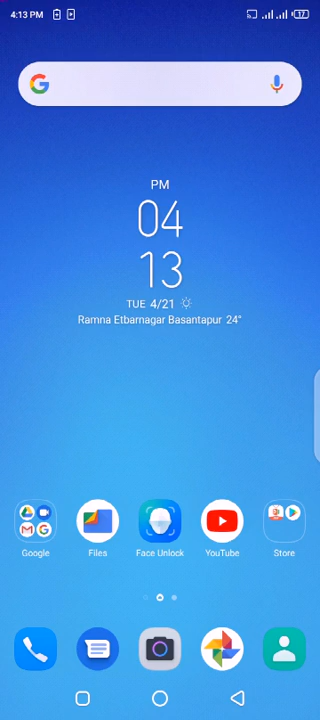 4:13 PM
17
PM
04
13
TUE 4/21
Ramna Etbarnagar Basantapur 24°
Google
Files
Face Unlock
YouTube
Store